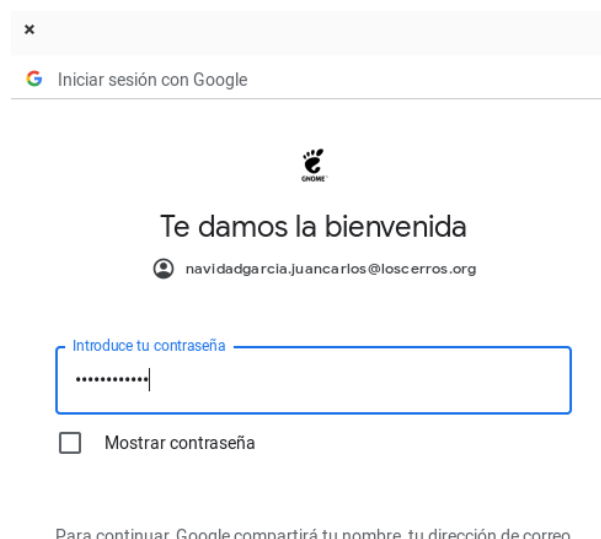 ×
Iniciar sesión con Google
GNOME
Te damos la bienvenida
navidadgarcia.juancarlos@loscerros.org
Introduce tu contraseña
••••••••••••
Mostrar contraseña
Para continuar, Google compartirá tu nombre, tu dirección de correo